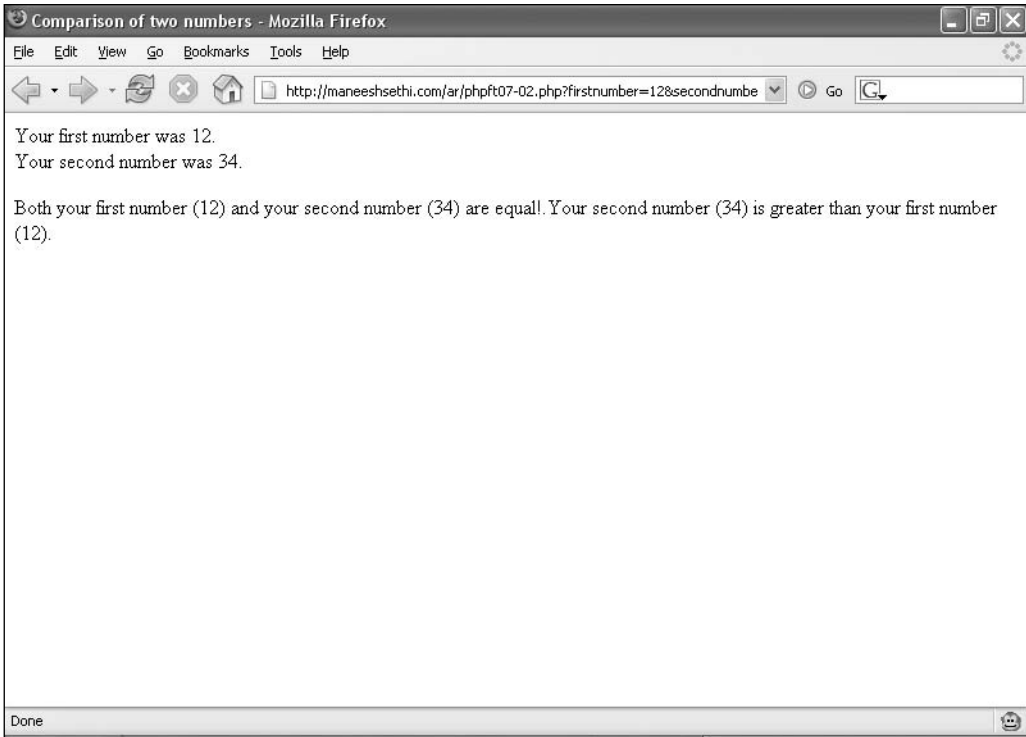 Comparison of two numbers - Mozilla Firefox
File Edit View Go Bookmarks Tools Help
http://maneeshsethi.com/ar/phpft07-02.php?firstnumber=12&secondnumbe Go G
Your first number was 12.
Your second number was 34.
Both your first number (12) and your second number (34) are equal!. Your second number (34) is greater than your first number
(12).
Done